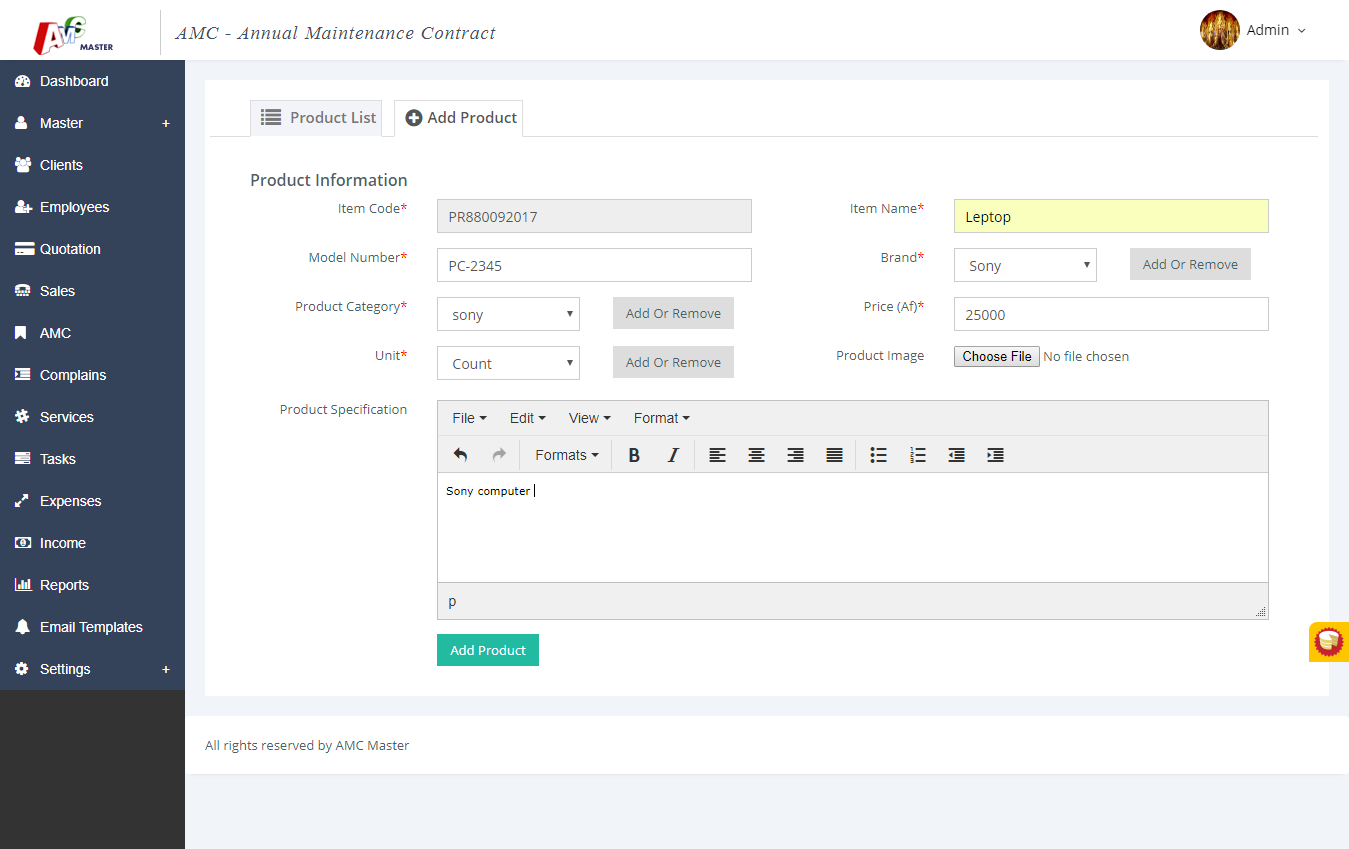 AMC MASTER
AMC - Annual Maintenance Contract
Admin
Dashboard
Master +
Clients
Employees
Quotation
Sales
AMC
Complains
Services
Tasks
Expenses
Income
Reports
Email Templates
Settings +
Product List
Add Product
Product Information
Item Code* PR880092017 Item Name* Leptop
Model Number* PC-2345 Brand* Sony Add Or Remove
Product Category* sony Add Or Remove Price (Af)* 25000
Unit* Count Add Or Remove Product Image Choose File No file chosen
Product Specification File Edit View Format
Formats B I
Sony computer
p
Add Product
All rights reserved by AMC Master